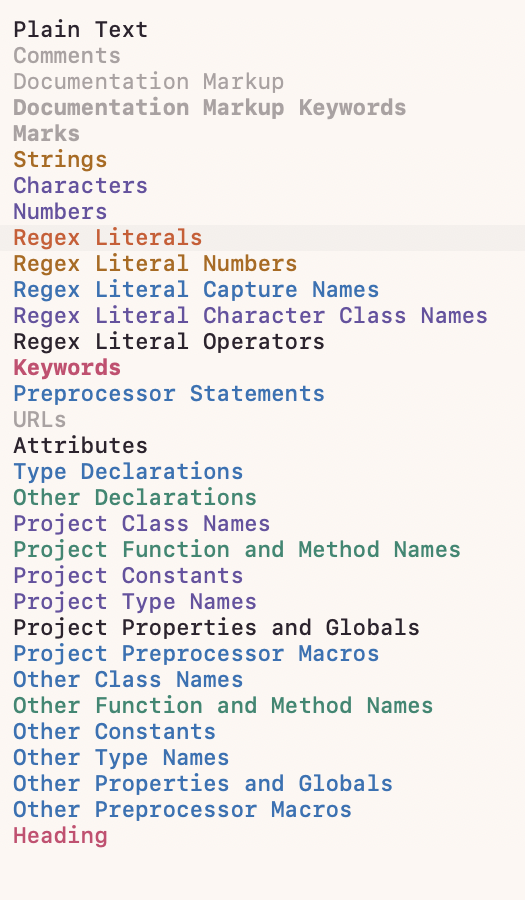 Plain Text
Comments
Documentation Markup
Documentation Markup Keywords
Marks
Strings
Characters
Numbers
Regex Literals
Regex Literal Numbers
Regex Literal Capture Names
Regex Literal Character Class Names
Regex Literal Operators
Keywords
Preprocessor Statements
URLs
Attributes
Type Declarations
Other Declarations
Project Class Names
Project Function and Method Names
Project Constants
Project Type Names
Project Properties and Globals
Project Preprocessor Macros
Other Class Names
Other Function and Method Names
Other Constants
Other Type Names
Other Properties and Globals
Other Preprocessor Macros
Heading